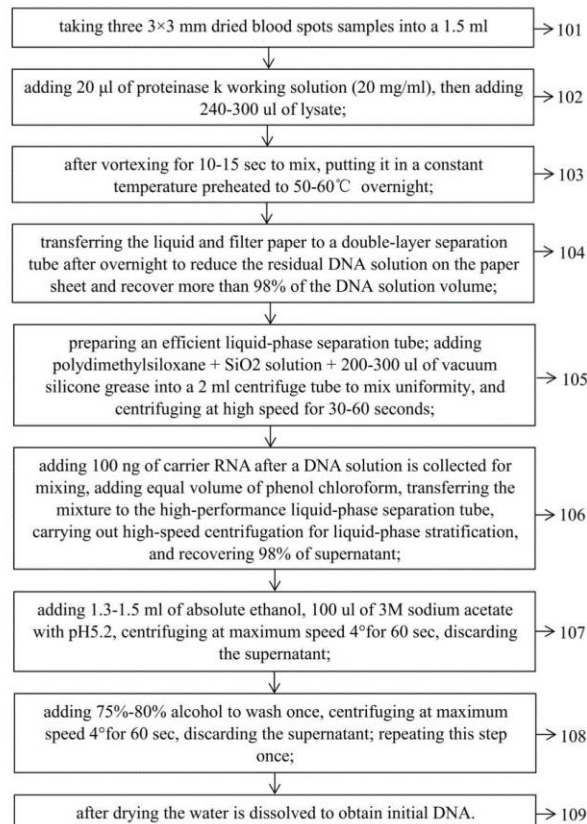 taking three 3×3 mm dried blood spots samples into a 1.5 ml
101
adding 20 μl of proteinase k working solution (20 mg/ml), then adding
240-300 ul of lysate;
102
after vortexing for 10-15 sec to mix, putting it in a constant
temperature preheated to 50-60℃ overnight;
103
transferring the liquid and filter paper to a double-layer separation
tube after overnight to reduce the residual DNA solution on the paper
sheet and recover more than 98% of the DNA solution volume;
104
preparing an efficient liquid-phase separation tube; adding
polydimethylsiloxane + SiO2 solution + 200-300 ul of vacuum
silicone grease into a 2 ml centrifuge tube to mix uniformity, and
centrifuging at high speed for 30-60 seconds;
105
adding 100 ng of carrier RNA after a DNA solution is collected for
mixing, adding equal volume of phenol chloroform, transferring the
mixture to the high-performance liquid-phase separation tube,
carrying out high-speed centrifugation for liquid-phase stratification,
and recovering 98% of supernatant;
106
adding 1.3-1.5 ml of absolute ethanol, 100 ul of 3M sodium acetate
with pH5.2, centrifuging at maximum speed 4°for 60 sec, discarding
the supernatant;
107
adding 75%-80% alcohol to wash once, centrifuging at maximum
speed 4°for 60 sec, discarding the supernatant; repeating this step
once;
108
after drying the water is dissolved to obtain initial DNA.
109